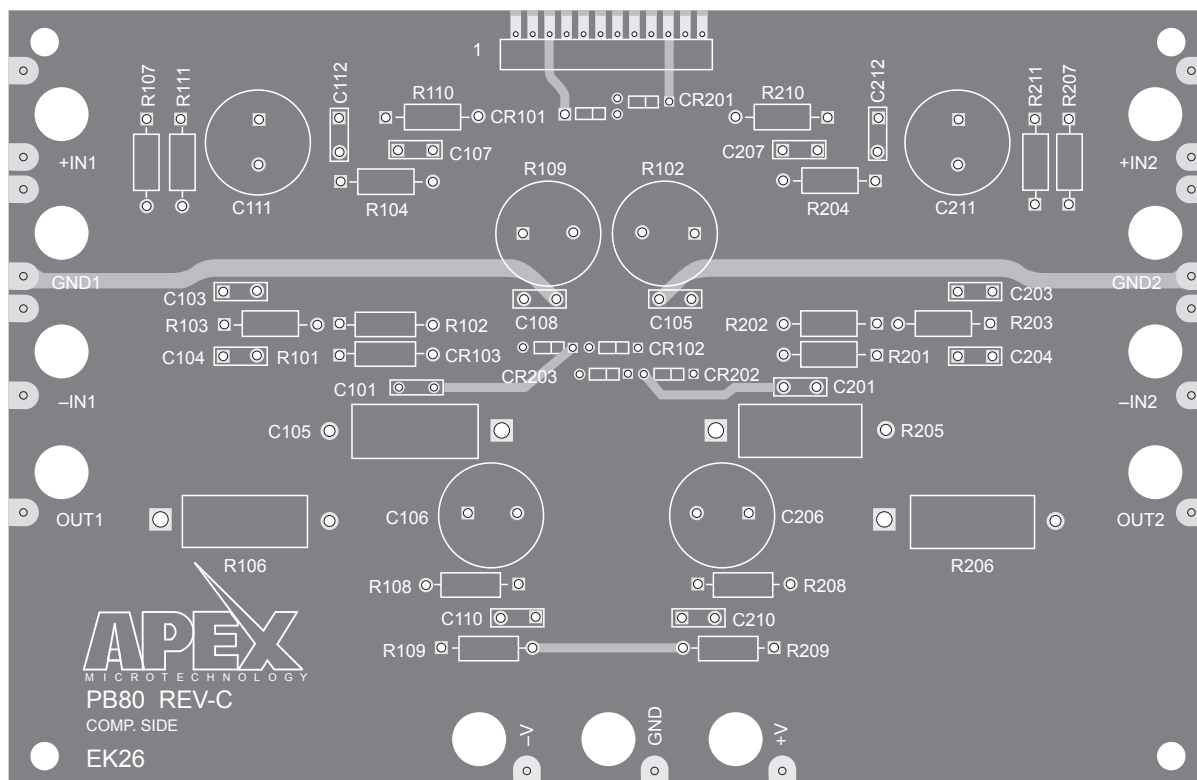 1
R107
R111
C112
R110
CR101
CR201
R210
C212
R211
R207
+IN1
C107
C207
+IN2
R109
R102
C111
R104
R204
C211
GND1
GND2
C103
C203
C108
C105
R103
R102
R202
R203
C104
R101
CR103
CR102
R201
C204
CR203
CR202
C101
C201
–IN1
–IN2
C105
R205
OUT1
C106
C206
OUT2
R106
R206
R108
R208
C110
C210
R109
R209
APEX
MICROTECHNOLOGY
PB80 REV-C
COMP. SIDE
EK26
–V
GND
+V